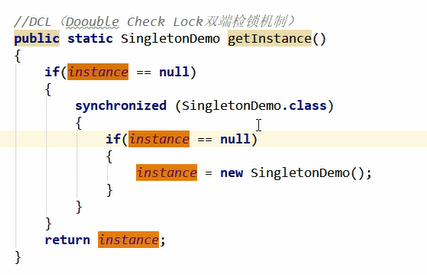 //DCL（Doouble Check Lock双端检锁机制）
public static SingletonDemo getInstance()
{
if(instance == null)
{
synchronized (SingletonDemo.class)
{
if(instance == null)
{
instance = new SingletonDemo();
}
}
}
return instance;
}